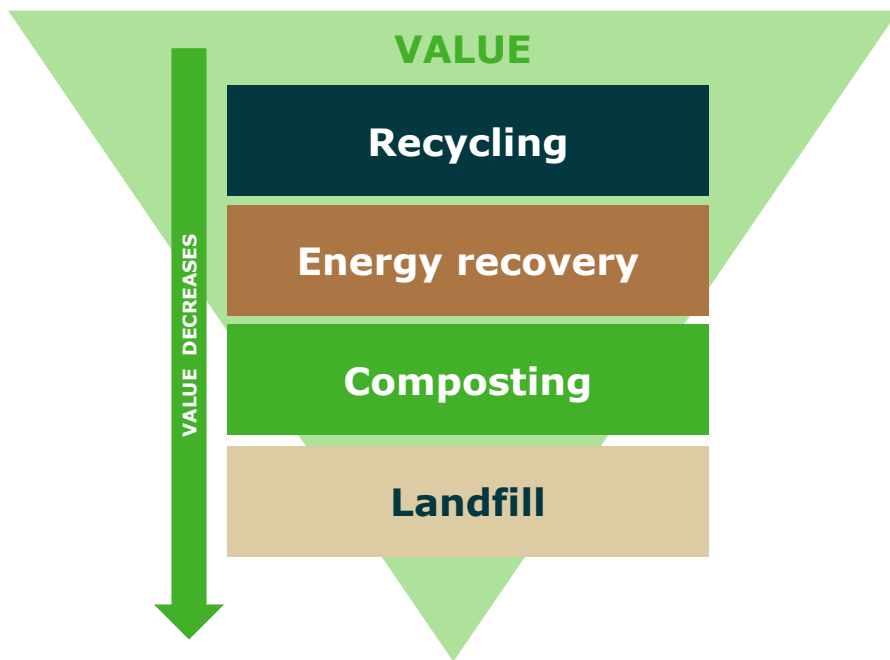 VALUE
Recycling
Energy recovery
VALUE DECREASES
Composting
Landfill